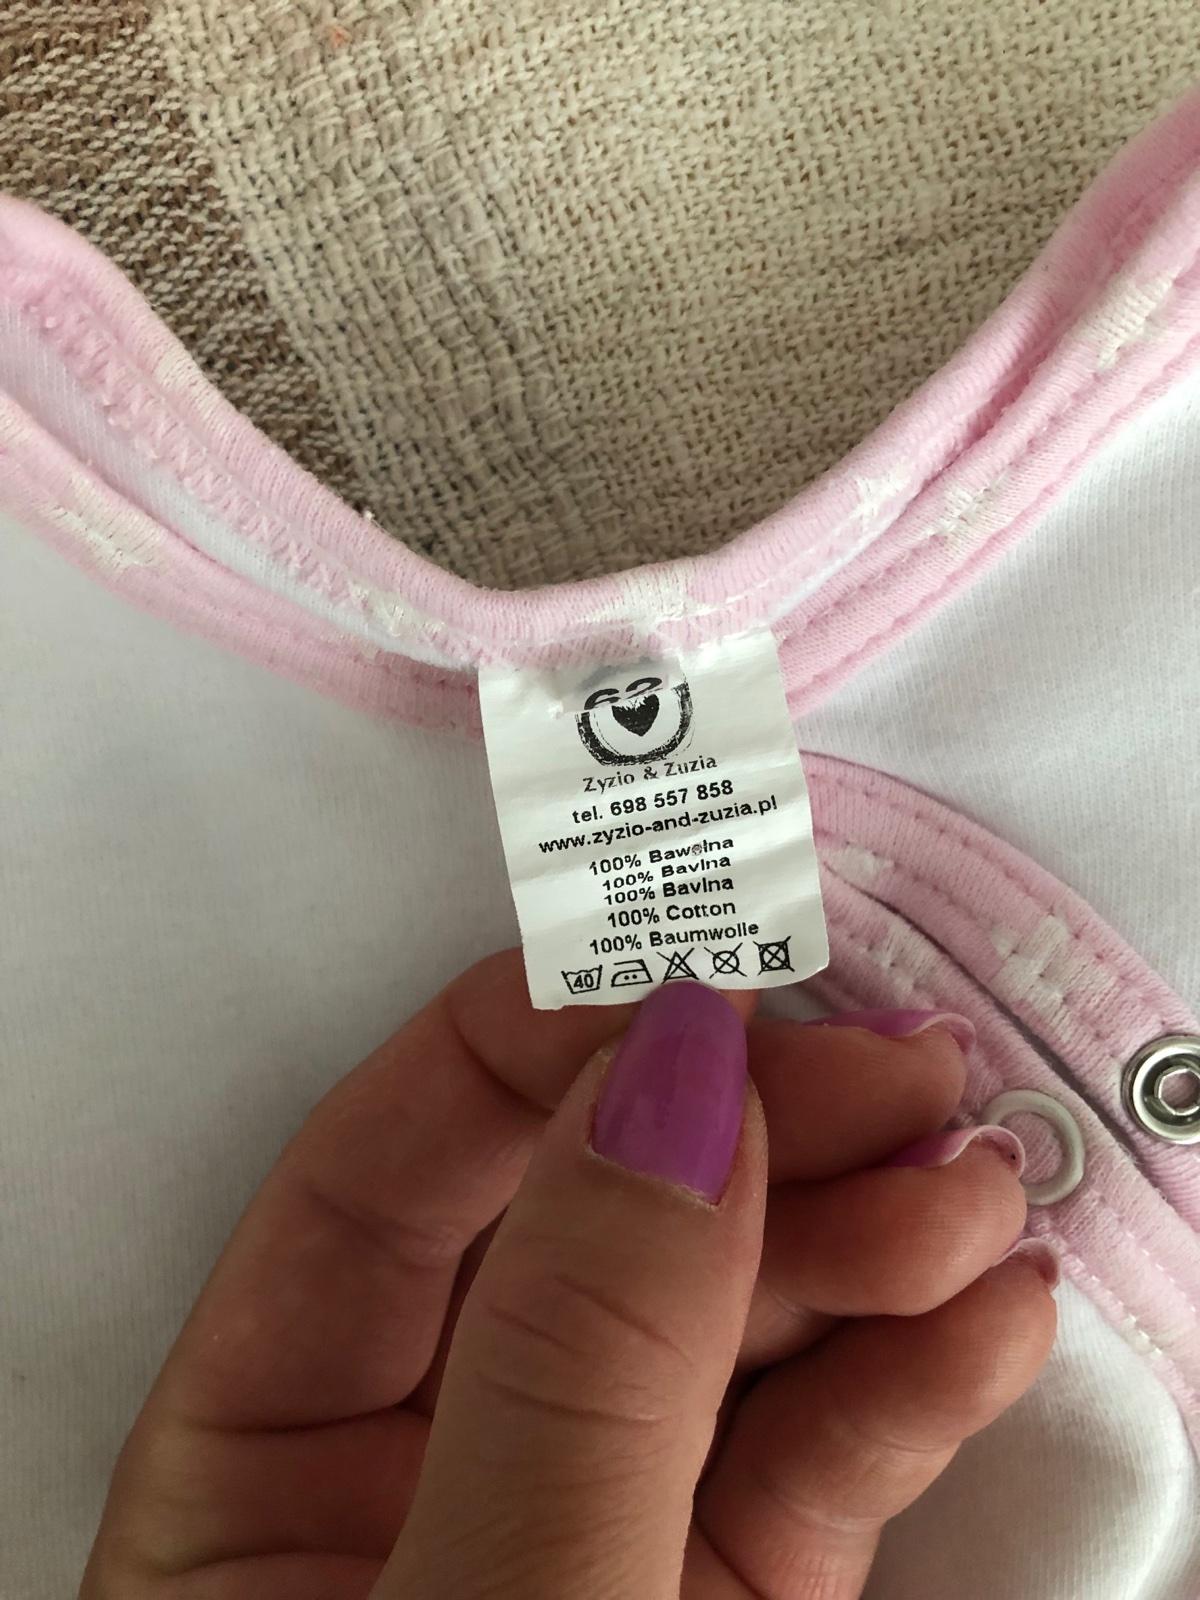 62
Zyzio & Zuzia
tel. 698 557 858
www.zyzio-and-zuzia.pl
100% Bawełna
100% Bavlna
100% Bavlna
100% Cotton
100% Baumwolle
40